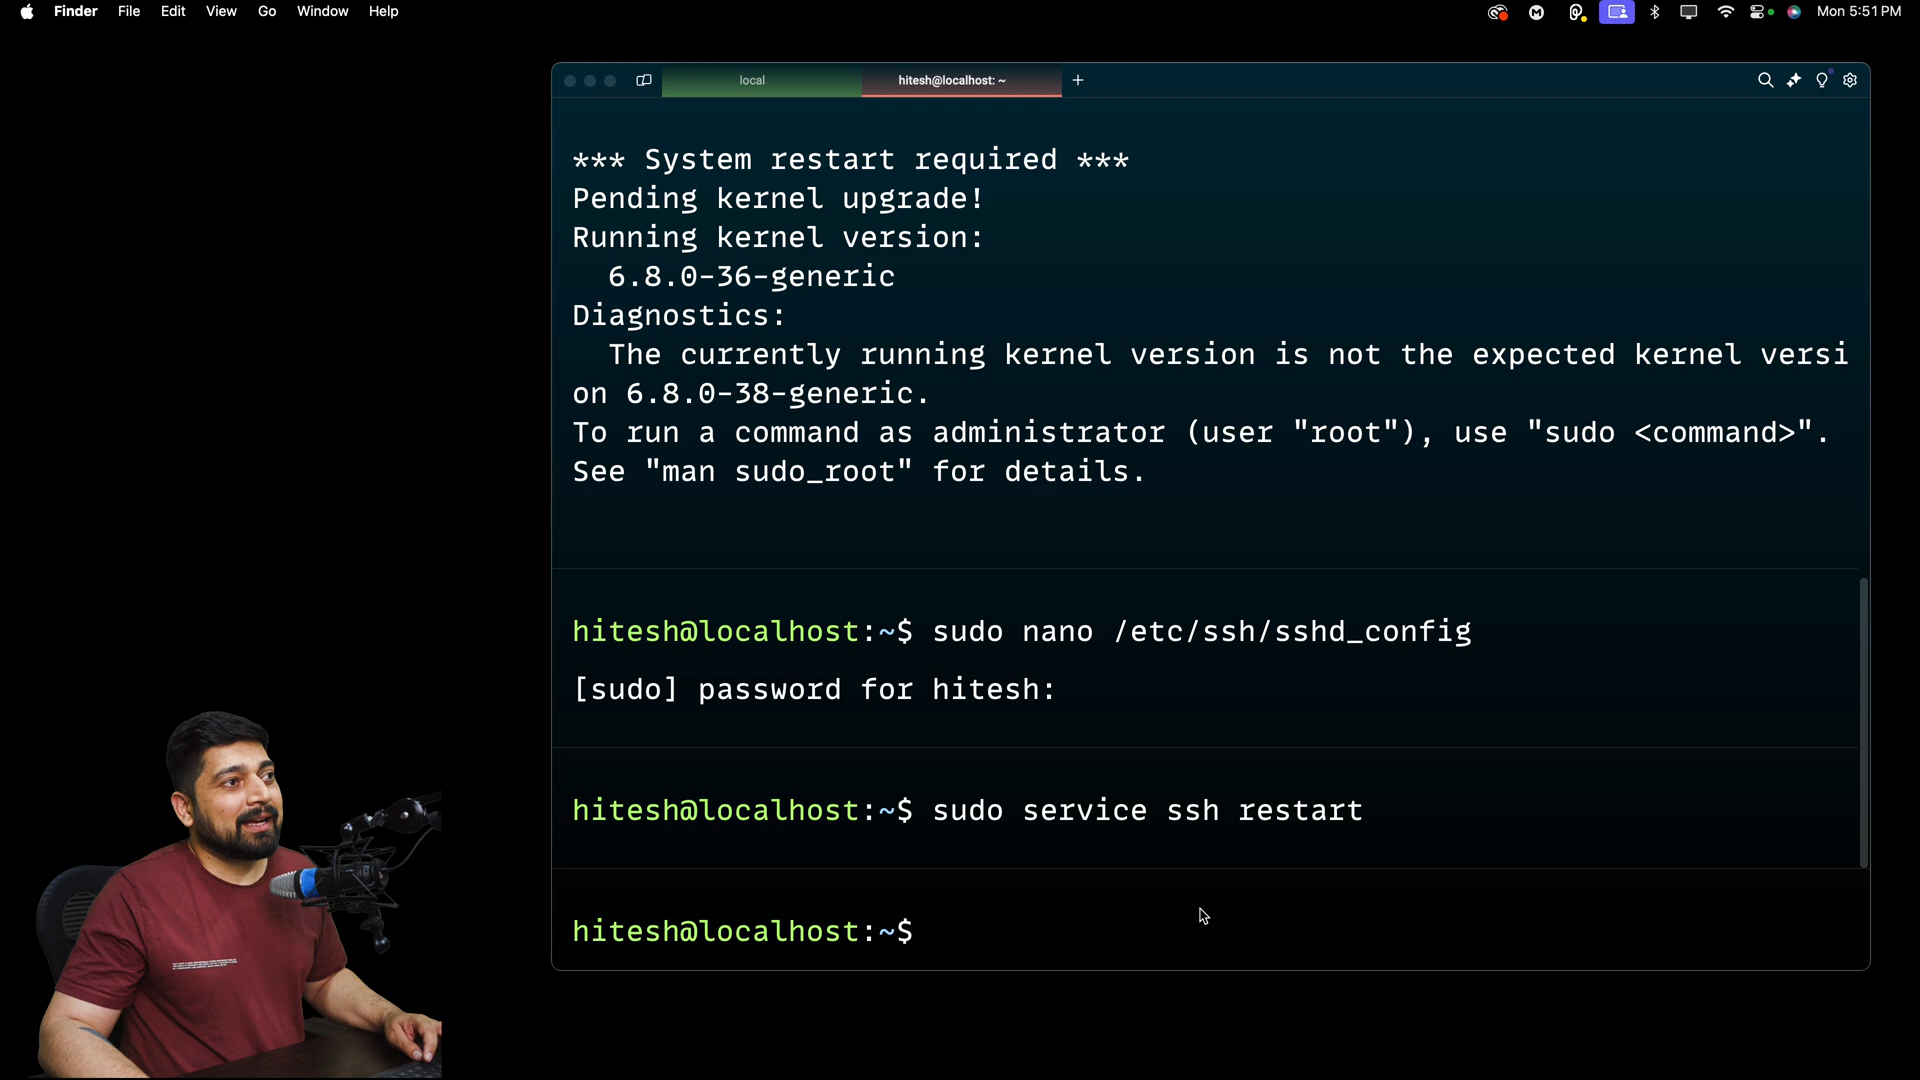 Finder File Edit View Go Window Help
Mon 5:51 PM
local
hitesh@localhost: ~
*** System restart required ***
Pending kernel upgrade!
Running kernel version:
6.8.0-36-generic
Diagnostics:
The currently running kernel version is not the expected kernel versi
on 6.8.0-38-generic.
To run a command as administrator (user "root"), use "sudo <command>".
See "man sudo_root" for details.
hitesh@localhost:~$ sudo nano /etc/ssh/sshd_config
[sudo] password for hitesh:
hitesh@localhost:~$ sudo service ssh restart
hitesh@localhost:~$